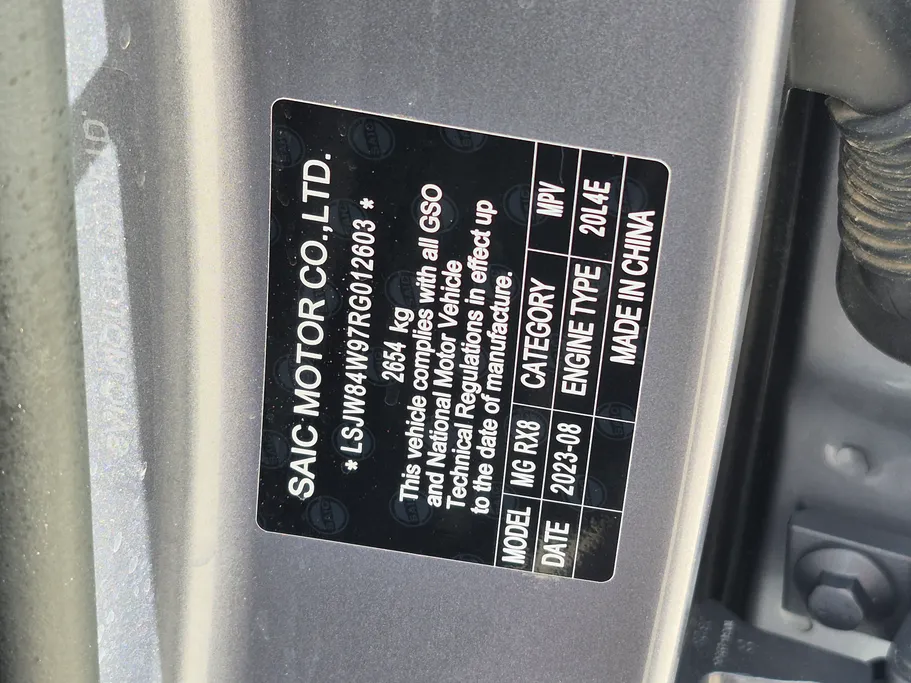 SAIC MOTOR CO.,LTD.
* LSJW84W97RG012603 *
2654 kg
This vehicle complies with all GSO
and National Motor Vehicle
Technical Regulations in effect up
to the date of manufacture.
MODEL MG RX8 CATEGORY MPV
DATE 2023-08 ENGINE TYPE 20L4E
MADE IN CHINA